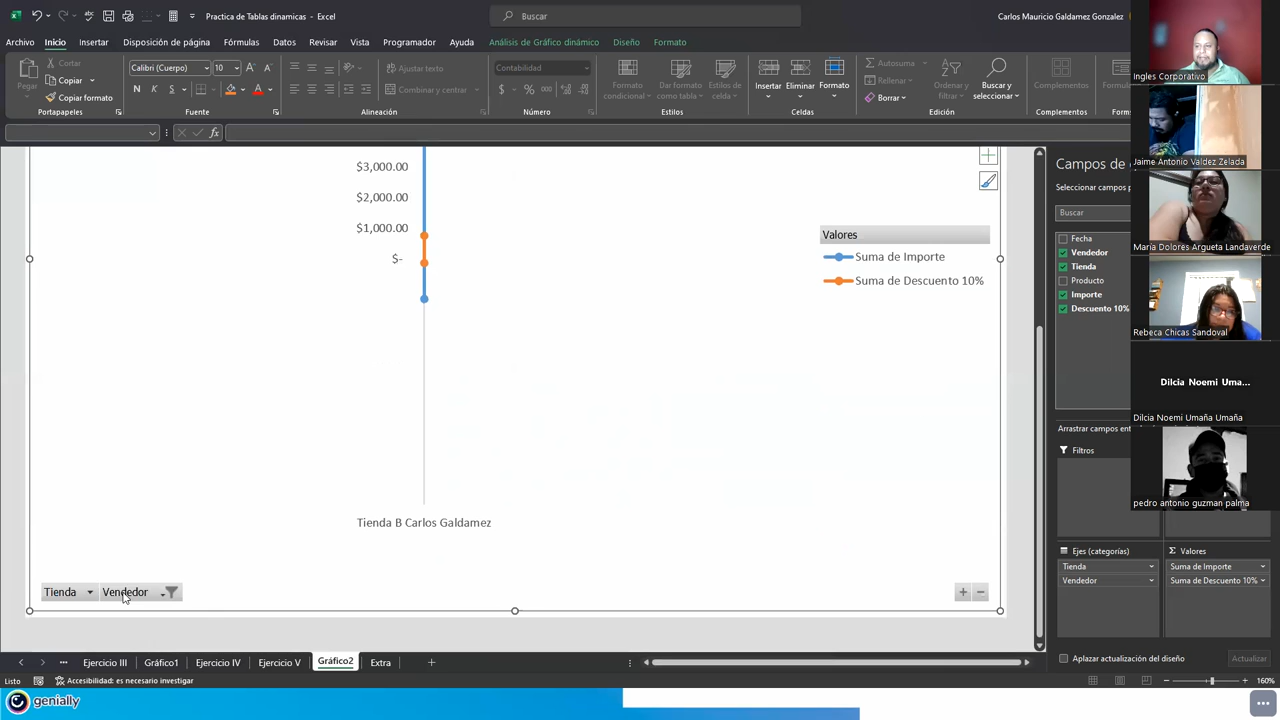 Practica de Tablas dinamicas - Excel
Buscar
Carlos Mauricio Galdamez Gonzalez
Archivo
Inicio
Insertar
Disposición de página
Fórmulas
Datos
Revisar
Vista
Programador
Ayuda
Análisis de Gráfico dinámico
Diseño
Formato
Pegar
Cortar
Copiar
Copiar formato
Portapapeles
Calibri (Cuerpo)
10
N K S
Fuente
Ajustar texto
Combinar y centrar
Alineación
Contabilidad
$ % 000
Número
Formato condicional
Dar formato como tabla
Estilos de celda
Estilos
Insertar
Eliminar
Formato
Celdas
Autosuma
Rellenar
Borrar
Ordenar y filtrar
Buscar y seleccionar
Edición
Complementos
Complementos
fx
$3,000.00
$2,000.00
$1,000.00
$-
Valores
Suma de Importe
Suma de Descuento 10%
Tienda B Carlos Galdamez
Tienda
Vendedor
+
−
Campos de
Seleccionar campos
Buscar
Fecha
Vendedor
Tienda
Producto
Importe
Descuento 10%
Arrastrar campos
Filtros
Ejes (categorías)
Tienda
Vendedor
Valores
Suma de Importe
Suma de Descuento 10%
Aplazar actualización del diseño
Actualizar
Ejercicio III
Gráfico1
Ejercicio IV
Ejercicio V
Gráfico2
Extra
Listo
Accesibilidad: es necesario investigar
160%
genially
Ingles Corporativo
Jaime Antonio Valdez Zelada
María Dolores Argueta Landaverde
Rebeca Chicas Sandoval
Dilcia Noemi Uma...
Dilcia Noemi Umaña Umaña
pedro antonio guzman palma